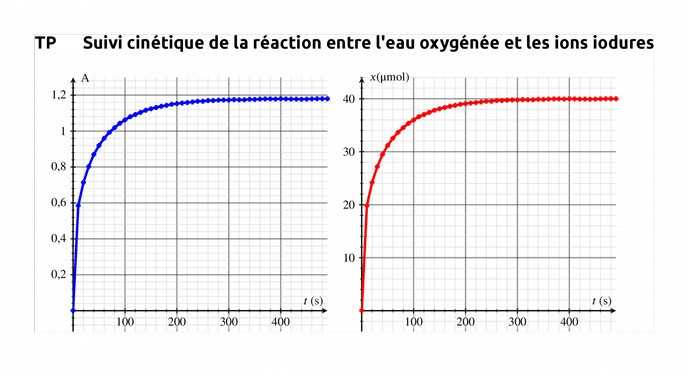 TP Suivi cinétique de la réaction entre l'eau oxygénée et les ions iodures
A
1,2
1
0,8
0,6
0,4
0,2
t (s)
100 200 300 400
x(µmol)
40
30
20
10
t (s)
100 200 300 400